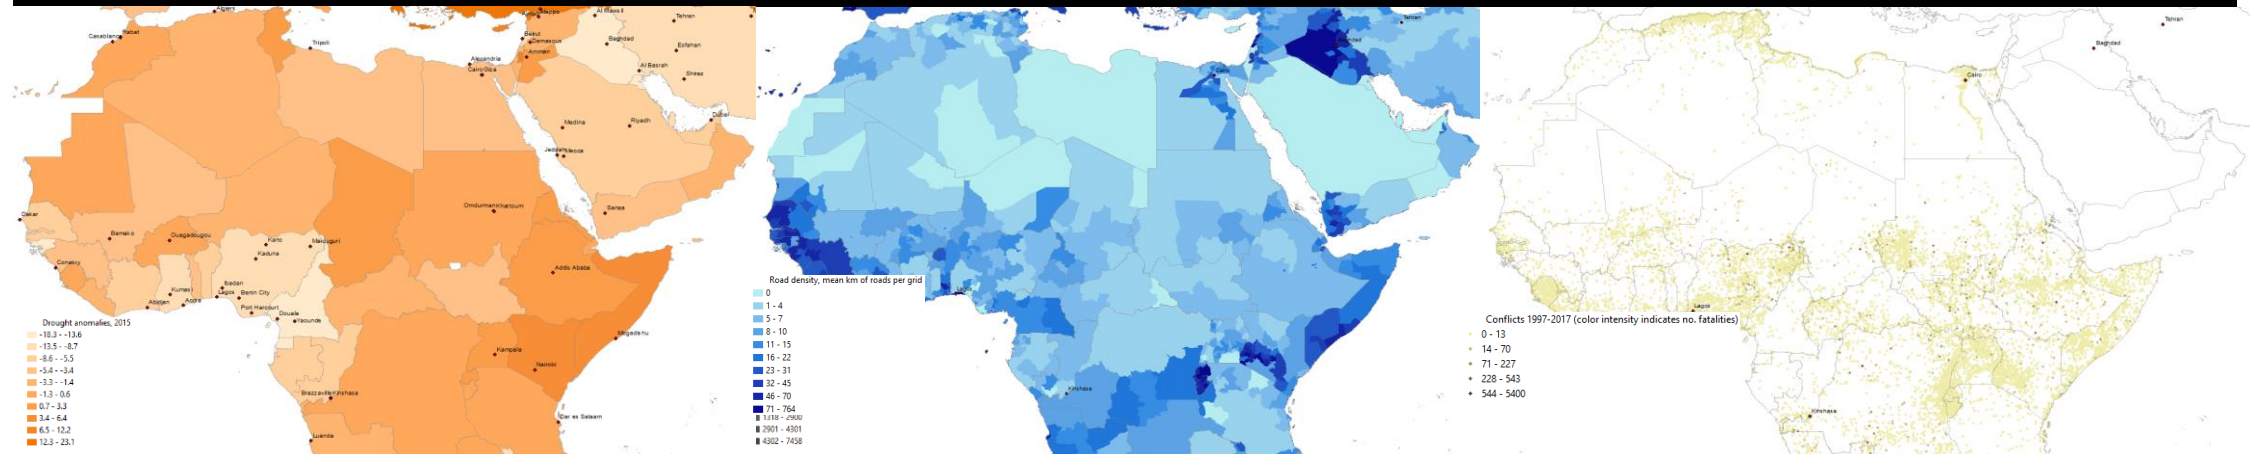 Algiers
Aleppo
Al Mawsil
Tehran
Casablanca
Rabat
Beirut
Damascus
Baghdad
Esfahan
Tripoli
Amman
Alexandria
Cairo
Giza
Al Basrah
Shiraz
Dubai
Medina
Riyadh
Jeddah
Mecca
Omdurman
Khartoum
Sanaa
Dakar
Bamako
Ouagadougou
Kano
Maiduguri
Kaduna
Conakry
Addis Ababa
Ibadan
Kumasi
Lagos
Benin City
Abidjan
Accra
Port Harcourt
Douala
Yaounde
Mogadishu
Kampala
Nairobi
Brazzaville
Kinshasa
Dar es Salaam
Luanda
Drought anomalies, 2015
-18.3 - -13.6
-13.5 - -8.7
-8.6 - -5.5
-5.4 - -3.4
-3.3 - -1.4
-1.3 - 0.6
0.7 - 3.3
3.4 - 6.4
6.5 - 12.2
12.3 - 23.1
Tehran
Baghdad
Cairo
Lagos
Kinshasa
Road density, mean km of roads per grid
0
1 - 4
5 - 7
8 - 10
11 - 15
16 - 22
23 - 31
32 - 45
46 - 70
71 - 764
1318 - 2900
2901 - 4301
4302 - 7458
Tehran
Baghdad
Cairo
Lagos
Kinshasa
Conflicts 1997-2017 (color intensity indicates no. fatalities)
0 - 13
14 - 70
71 - 227
228 - 543
544 - 5400